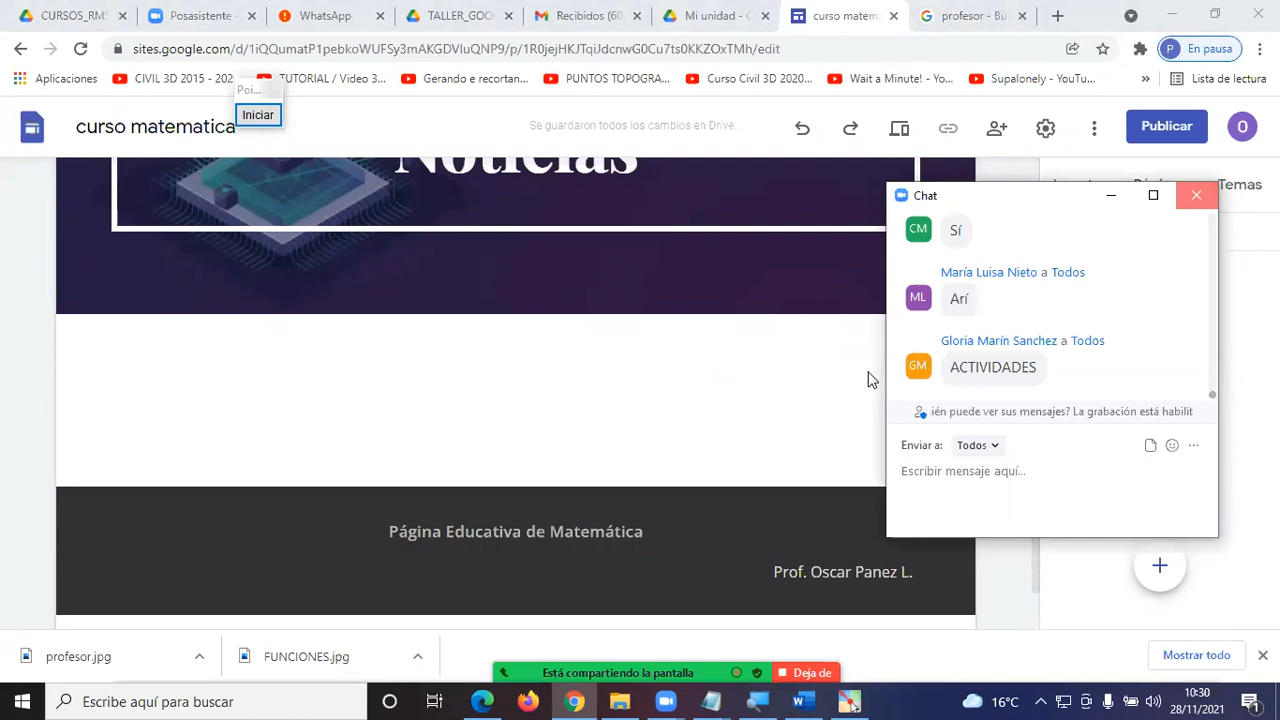 CURSOS_RME
Posasistente -
WhatsApp
TALLER_GOO
Recibidos (60
Mi unidad - G
curso matem
profesor - Bú
sites.google.com/d/1iQQumatP1pebkoWUFSy3mAKGDVluQNP9/p/1R0jejHKJTqiJdcnwG0Cu7ts0KKZOxTMh/edit
P
En pausa
Aplicaciones
CIVIL 3D 2015 - 202
TUTORIAL / Video 3...
Gerando e recortan...
PUNTOS TOPOGRA...
Curso Civil 3D 2020...
Wait a Minute! - Yo...
Supalonely - YouTu...
»
Lista de lectura
Poi...
Iniciar
curso matematica
Se guardaron todos los cambios en Drive.
Publicar
O
Noticias
Temas
Chat
CM
Sí
María Luisa Nieto a Todos
ML
Arí
Gloria Marín Sanchez a Todos
GM
ACTIVIDADES
ién puede ver sus mensajes? La grabación está habilit
Enviar a:
Todos
Escribir mensaje aquí...
Página Educativa de Matemática
Prof. Oscar Panez L.
profesor.jpg
FUNCIONES.jpg
Mostrar todo
Está compartiendo la pantalla
Deja de
Escribe aquí para buscar
16°C
10:30
28/11/2021
1